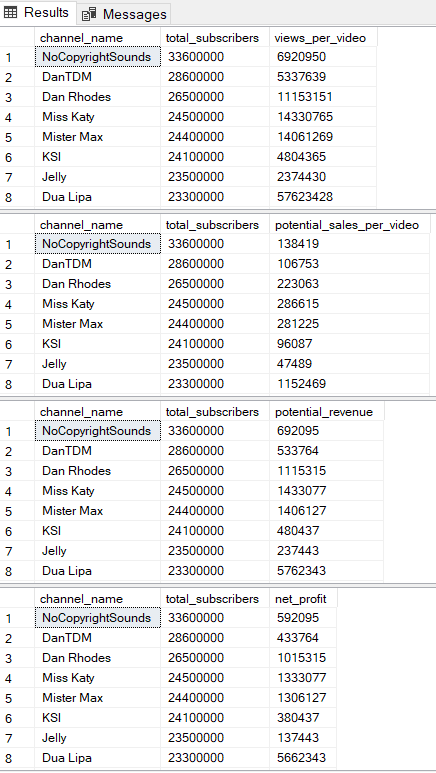 Results Messages
channel_name total_subscribers views_per_video
1 NoCopyrightSounds 33600000 6920950
2 DanTDM 28600000 5337639
3 Dan Rhodes 26500000 11153151
4 Miss Katy 24500000 14330765
5 Mister Max 24400000 14061269
6 KSI 24100000 4804365
7 Jelly 23500000 2374430
8 Dua Lipa 23300000 57623428
channel_name total_subscribers potential_sales_per_video
1 NoCopyrightSounds 33600000 138419
2 DanTDM 28600000 106753
3 Dan Rhodes 26500000 223063
4 Miss Katy 24500000 286615
5 Mister Max 24400000 281225
6 KSI 24100000 96087
7 Jelly 23500000 47489
8 Dua Lipa 23300000 1152469
channel_name total_subscribers potential_revenue
1 NoCopyrightSounds 33600000 692095
2 DanTDM 28600000 533764
3 Dan Rhodes 26500000 1115315
4 Miss Katy 24500000 1433077
5 Mister Max 24400000 1406127
6 KSI 24100000 480437
7 Jelly 23500000 237443
8 Dua Lipa 23300000 5762343
channel_name total_subscribers net_profit
1 NoCopyrightSounds 33600000 592095
2 DanTDM 28600000 433764
3 Dan Rhodes 26500000 1015315
4 Miss Katy 24500000 1333077
5 Mister Max 24400000 1306127
6 KSI 24100000 380437
7 Jelly 23500000 137443
8 Dua Lipa 23300000 5662343